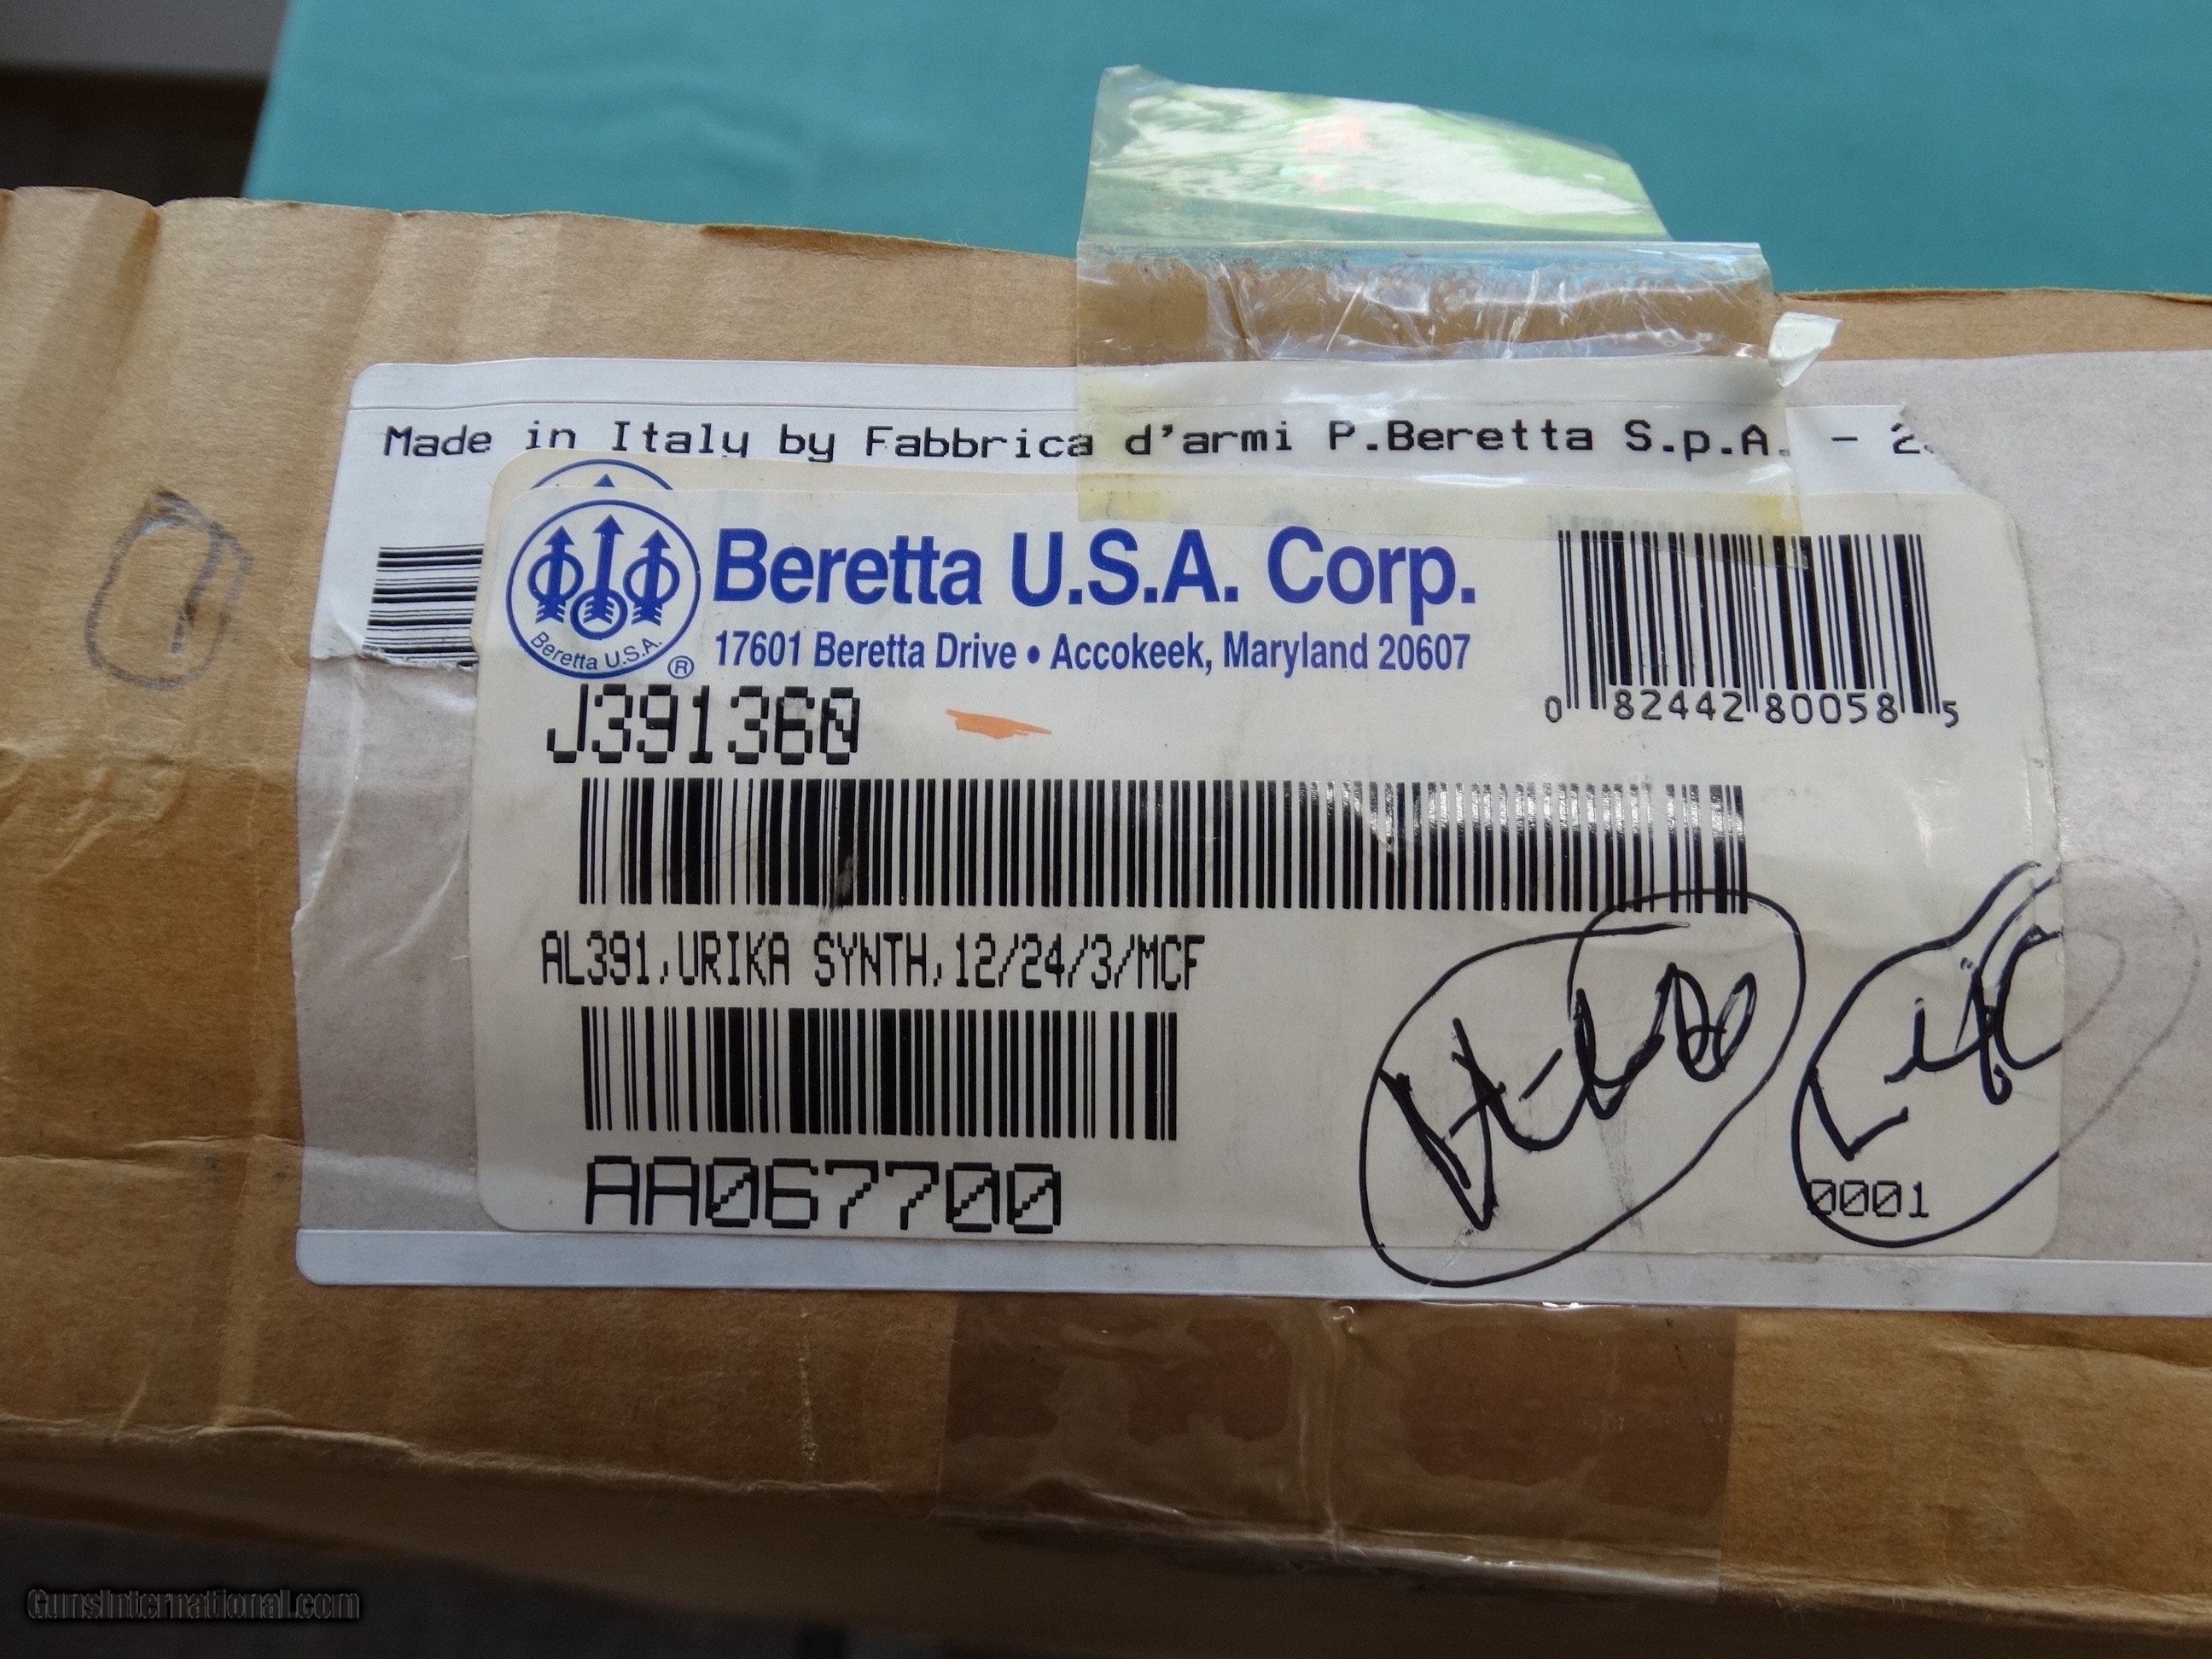 Made in Italy by Fabbrica d'armi P.Beretta S.p.A. - 2
Beretta U.S.A. Corp.
17601 Beretta Drive • Accokeek, Maryland 20607
Beretta U.S.A.
®
0 82442 80058 5
J391360
AL391,URIKA SYNTH,12/24/3/MCF
AA067700
0001
GunsInternational.com